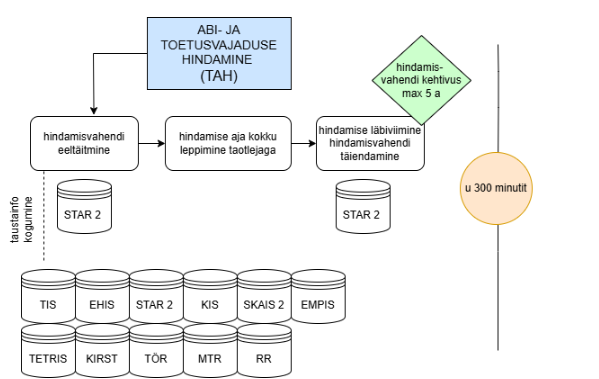 ABI- JA
TOETUSVAJADUSE
HINDAMINE
(TAH)
hindamis-
vahendi kehtivus
max 5 a
hindamisvahendi
eeltäitmine
hindamise aja kokku
leppimine taotlejaga
hindamise läbiviimine
hindamisvahendi
täiendamine
u 300 minutit
taustainfo
kogumine
STAR 2
STAR 2
TIS
EHIS
STAR 2
KIS
SKAIS 2
EMPIS
TETRIS
KIRST
TÖR
MTR
RR